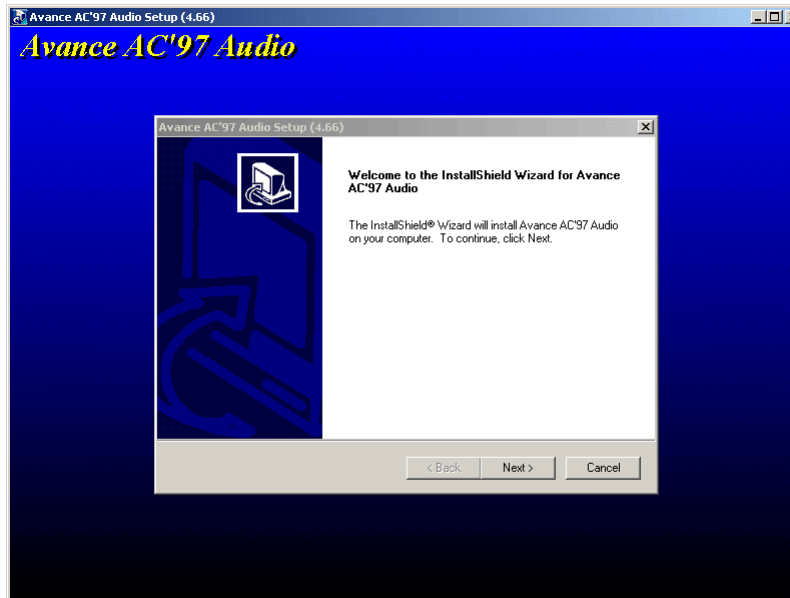 Avance AC'97 Audio Setup (4.66)
Avance AC'97 Audio
Avance AC'97 Audio Setup (4.66)
Welcome to the InstallShield Wizard for Avance
AC'97 Audio
The InstallShield® Wizard will install Avance AC'97 Audio
on your computer. To continue, click Next.
< Back Next > Cancel